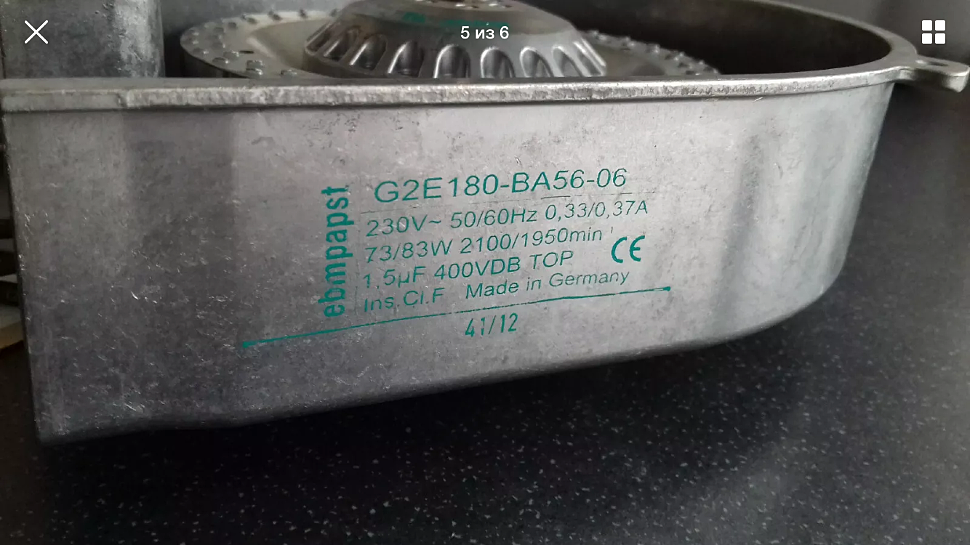 5 из 6
ebmpapst
G2E180-BA56-06
230V~ 50/60Hz 0,33/0,37A
73/83W 2100/1950min
1,5µF 400VDB TOP
CE
Ins.Cl.F Made in Germany
41/12